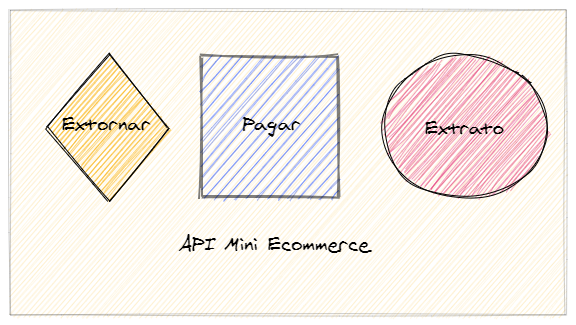 Extornar
Pagar
Extrato
API Mini Ecommerce